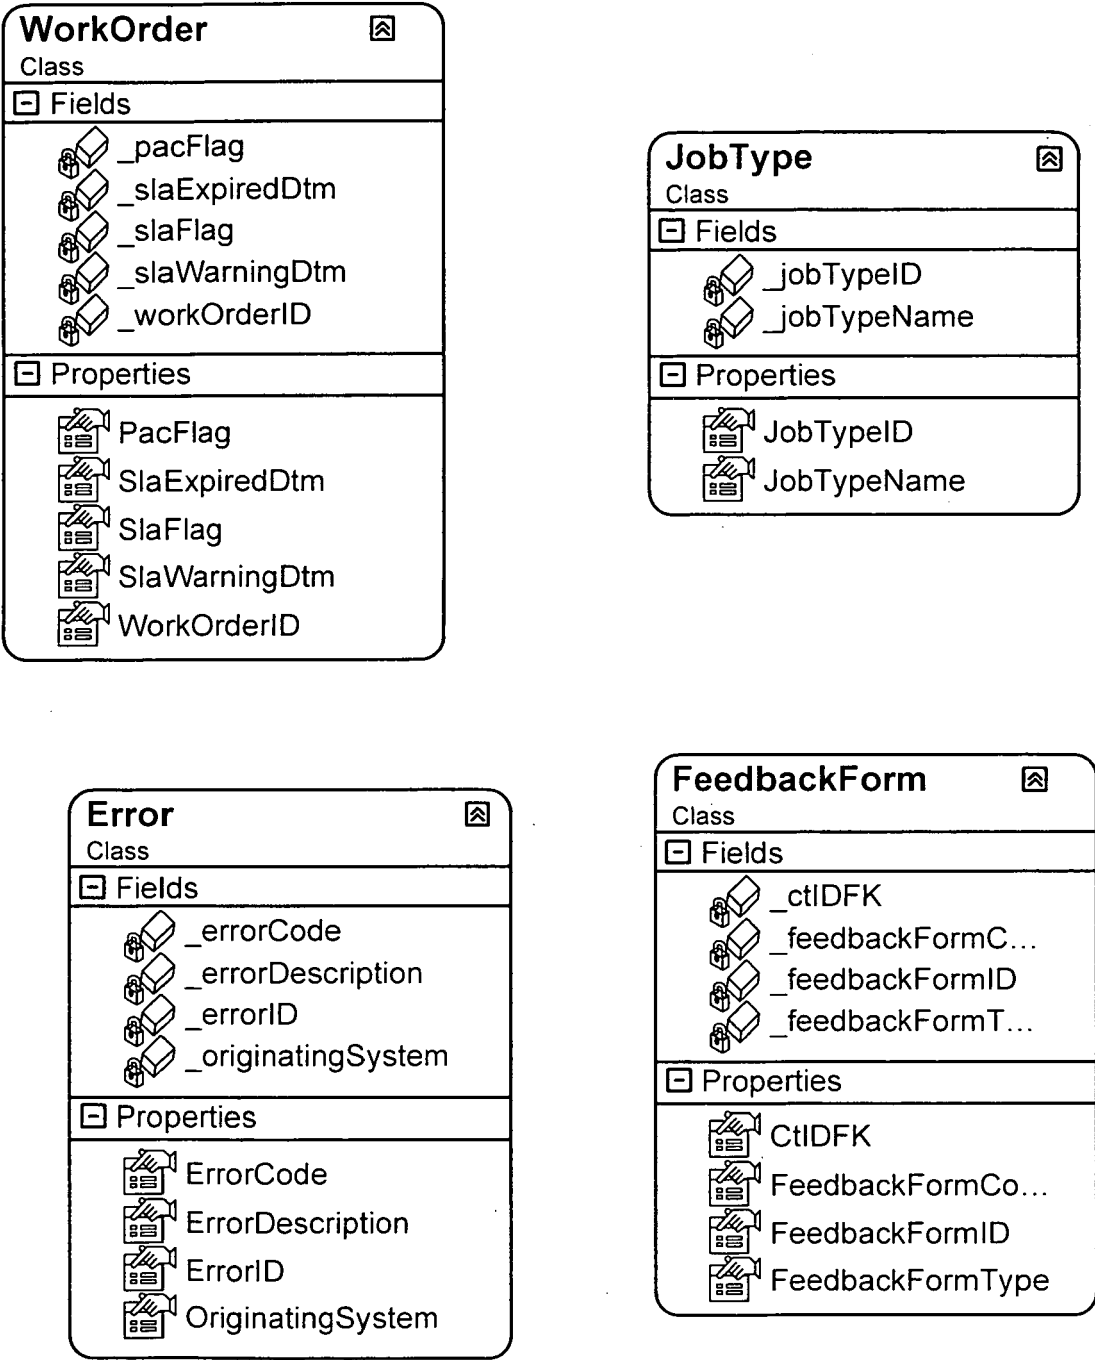 WorkOrder
Class
Fields
_pacFlag
_slaExpiredDtm
_slaFlag
_slaWarningDtm
_workOrderID
Properties
PacFlag
SlaExpiredDtm
SlaFlag
SlaWarningDtm
WorkOrderID
JobType
Class
Fields
_jobTypeID
_jobTypeName
Properties
JobTypeID
JobTypeName
Error
Class
Fields
_errorCode
_errorDescription
_errorID
_originatingSystem
Properties
ErrorCode
ErrorDescription
ErrorID
OriginatingSystem
FeedbackForm
Class
Fields
_ctIDFK
_feedbackFormC...
_feedbackFormID
_feedbackFormT...
Properties
CtIDFK
FeedbackFormCo...
FeedbackFormID
FeedbackFormType